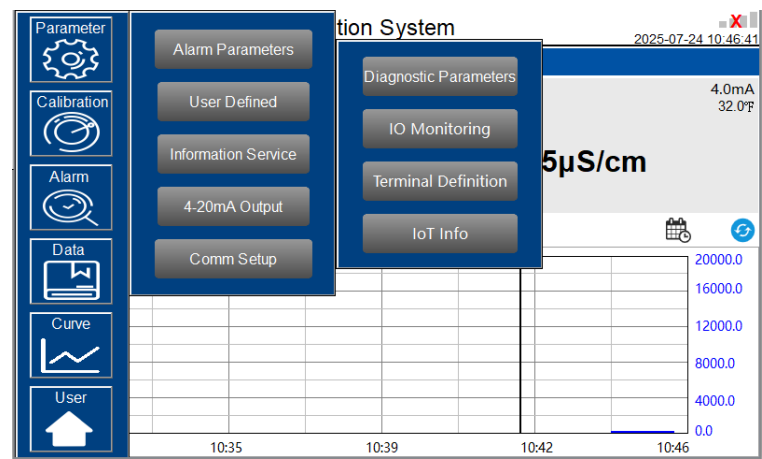 Parameter
Calibration
Alarm
Data
Curve
User
Alarm Parameters
User Defined
Information Service
4-20mA Output
Comm Setup
Diagnostic Parameters
IO Monitoring
Terminal Definition
IoT Info
tion System
2025-07-24 10:46:41
4.0mA
32.0℉
5μS/cm
20000.0
16000.0
12000.0
8000.0
4000.0
0.0
10:35
10:39
10:42
10:46